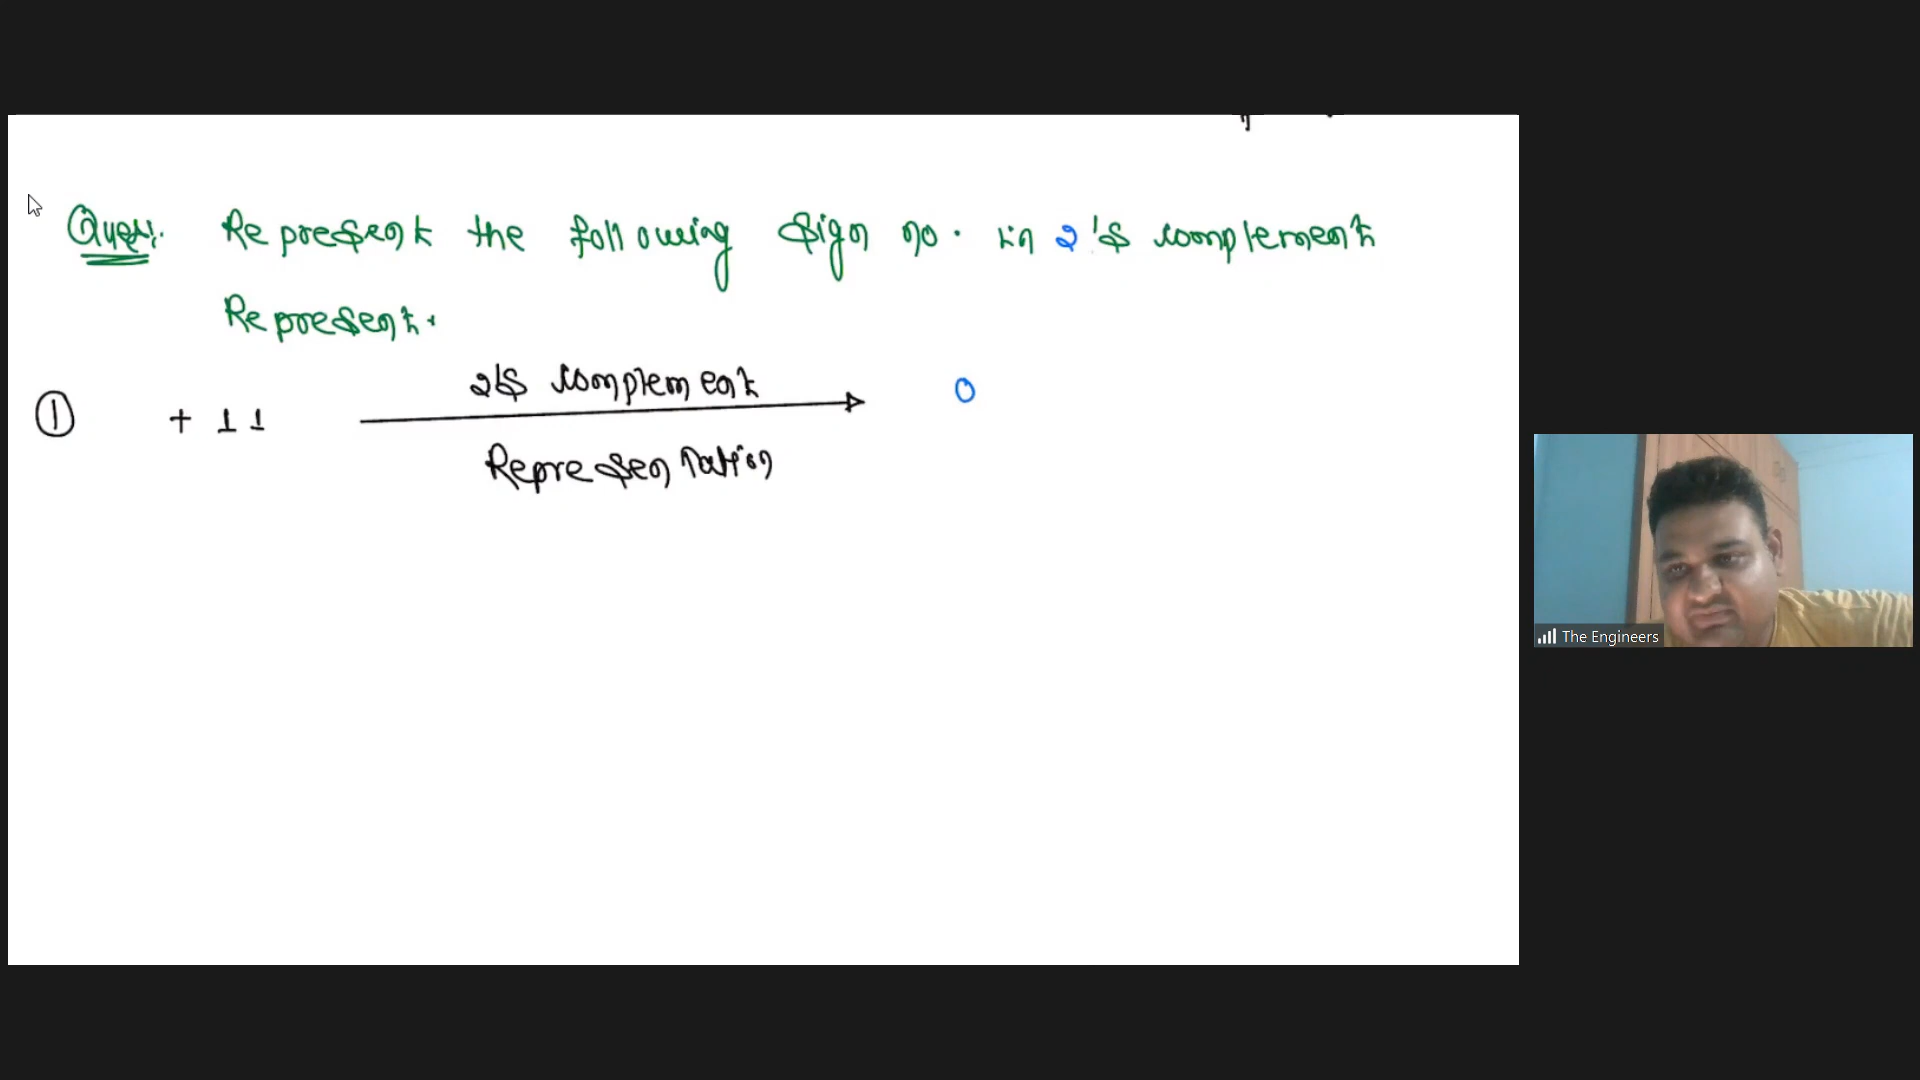 Ques:. Represent the following Sign no. in 2's complement
Represent.
① + 11 2's complement 0
Representation
The Engineers